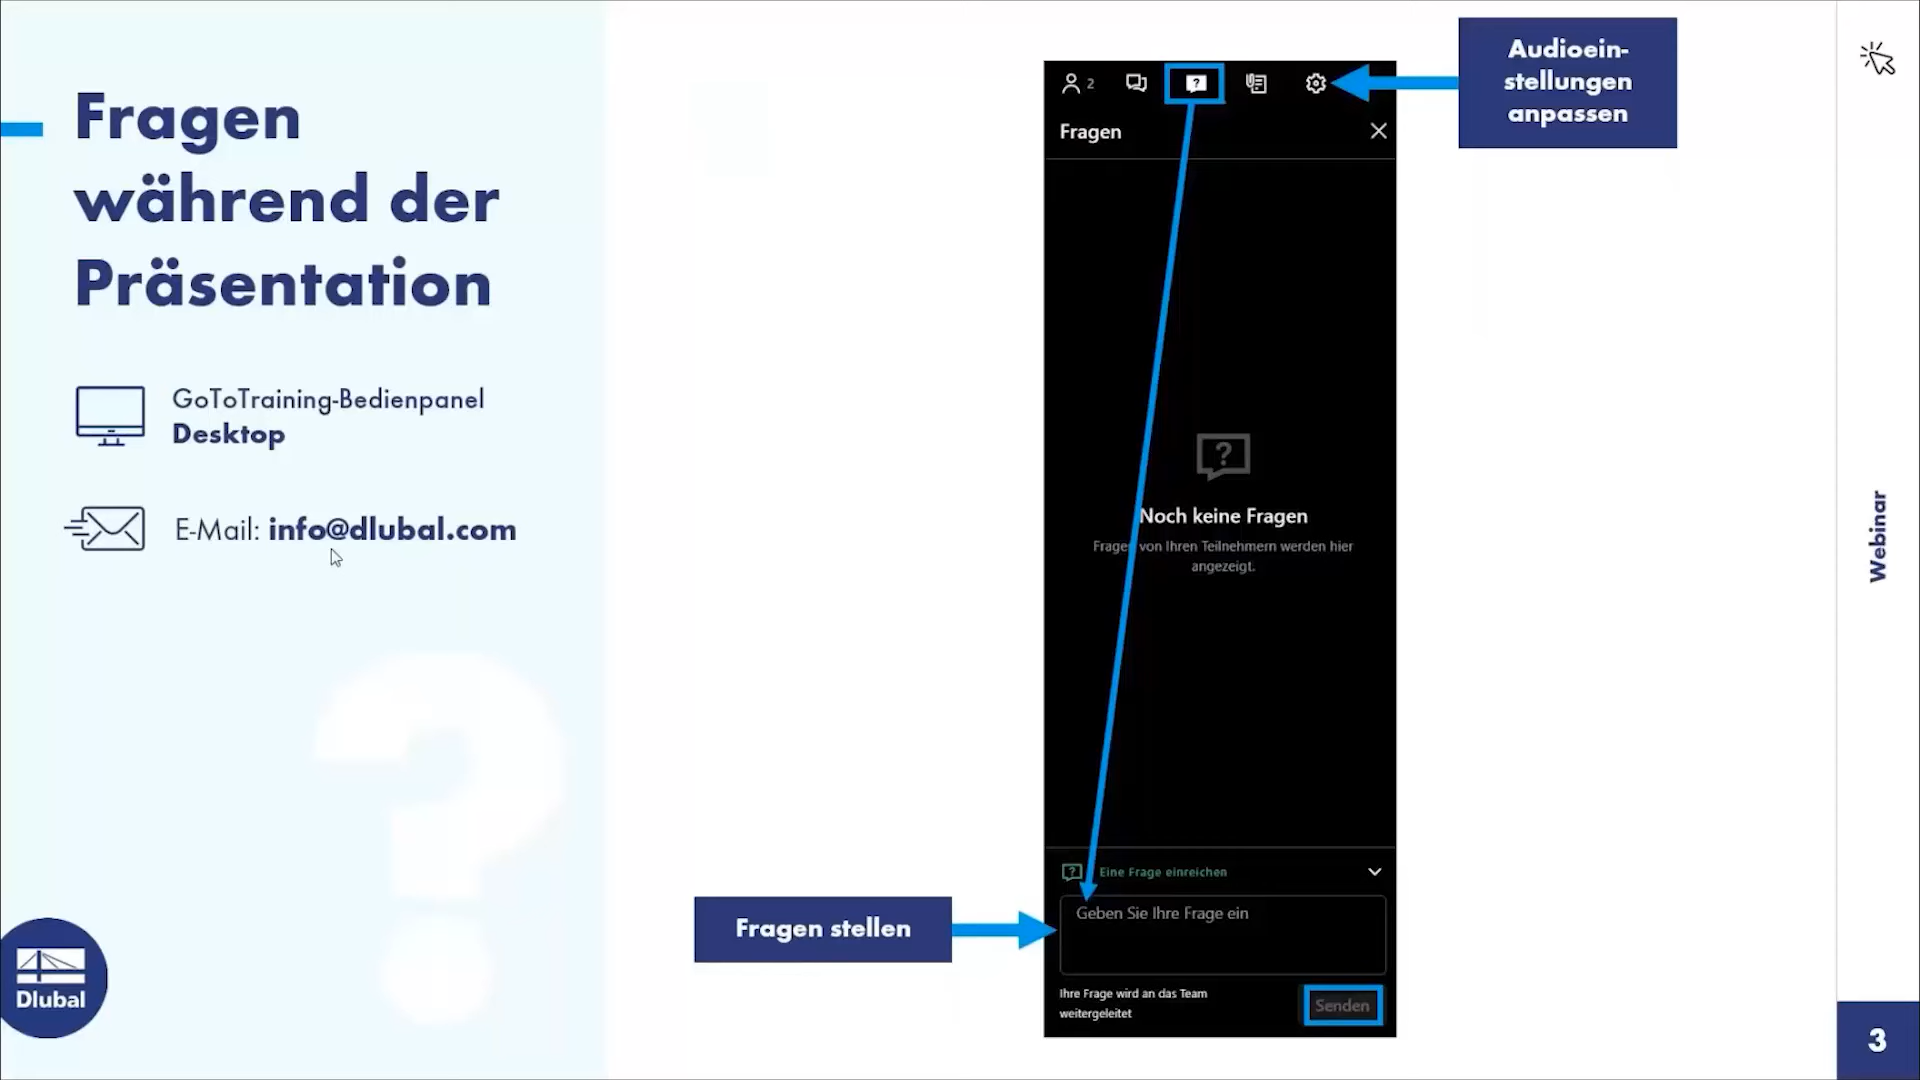 Fragen
während der
Präsentation
GoToTraining-Bedienpanel
Desktop
E-Mail: info@dlubal.com
Dlubal
Audioein-
stellungen
anpassen
2
Fragen
Noch keine Fragen
Fragen von Ihren Teilnehmern werden hier
angezeigt.
Eine Frage einreichen
Geben Sie Ihre Frage ein
Fragen stellen
Ihre Frage wird an das Team
weitergeleitet
Senden
Webinar
3